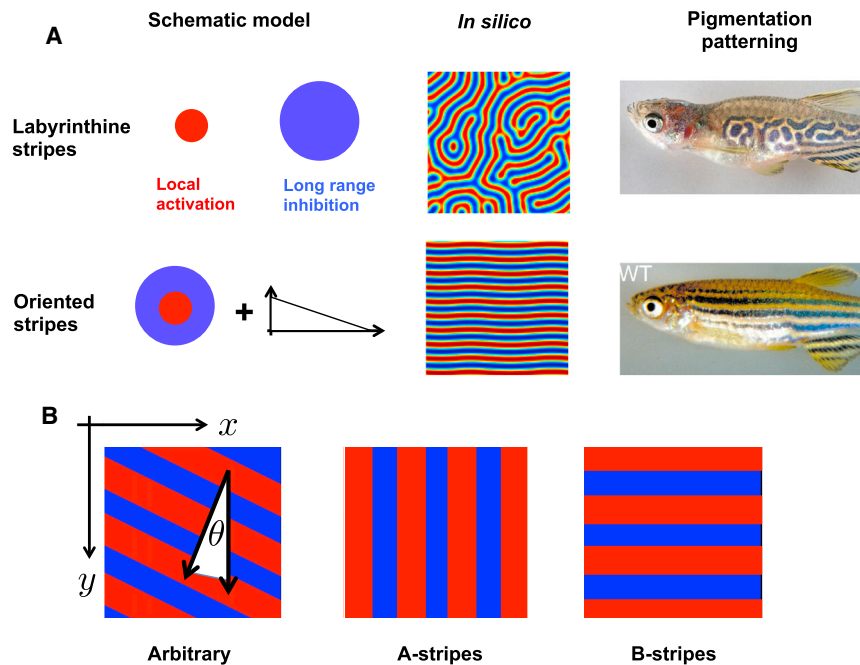 A
Schematic model
In silico
Pigmentation
patterning
Labyrinthine
stripes
Local
activation
Long range
inhibition
Oriented
stripes
+
WT
B
x
y
θ
Arbitrary
A-stripes
B-stripes